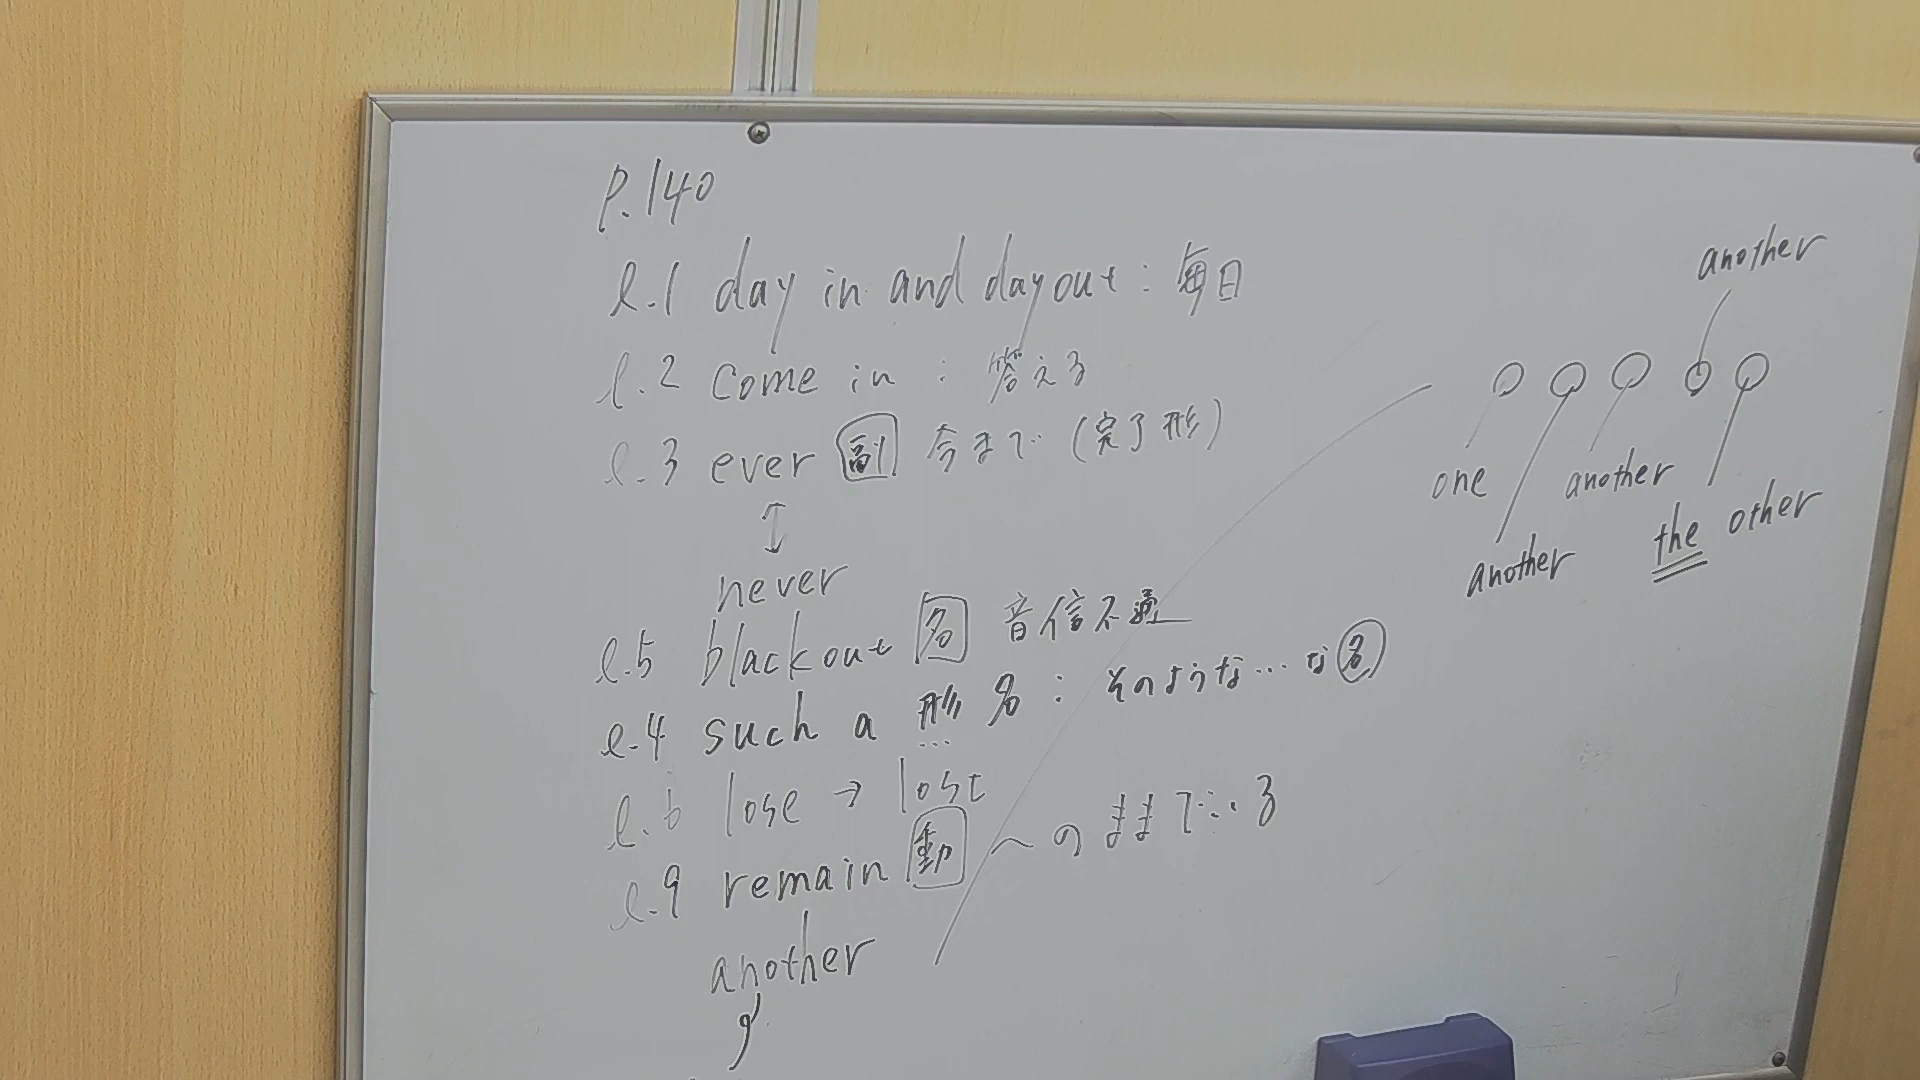 P.140
l.1 day in and day out : 毎日
l.2 come in : 答える
l.3 ever 副 今まで (完了形)
↕
never
l.5 blackout 名 音信不通
l.4 such a 形 名 : そのような…な名
l.6 lose → lost
l.9 remain 動 〜のままでいる
another
another
one
another
another
the other